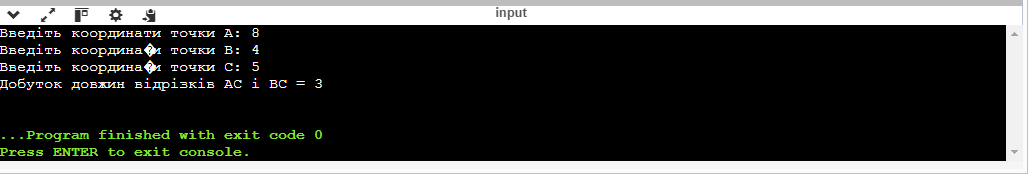 input
Введіть координати точки A: 8
Введіть координа�и точки B: 4
Введіть координа�и точки C: 5
Добуток довжин відрізків AC і BC = 3
...Program finished with exit code 0
Press ENTER to exit console.